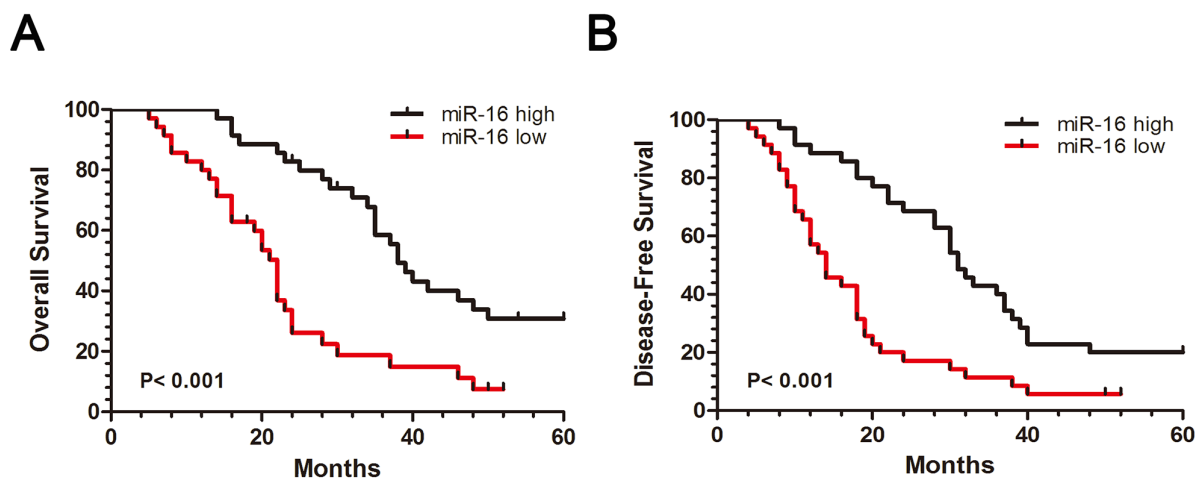 A
Overall Survival
100
80
60
40
20
0
miR-16 high
miR-16 low
P< 0.001
0 20 40 60
Months
B
Disease-Free Survival
100
80
60
40
20
0
miR-16 high
miR-16 low
P< 0.001
0 20 40 60
Months